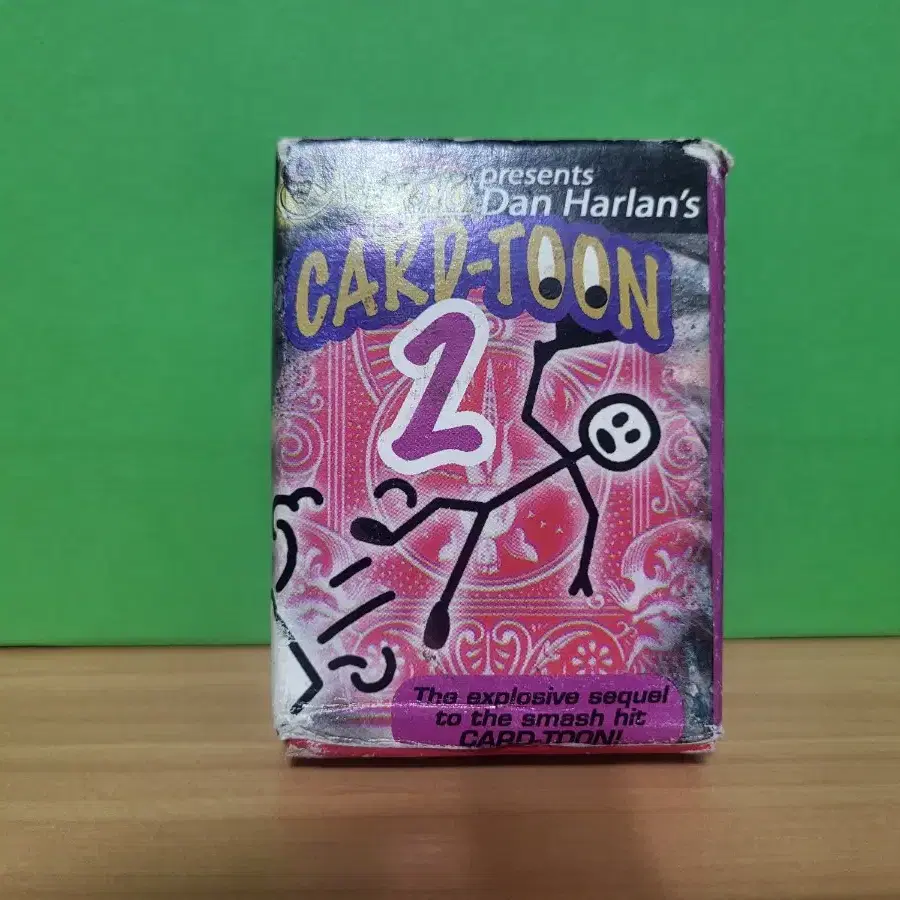 presents
Dan Harlan's
CARD-TOON
2
The explosive sequel
to the smash hit
CARD-TOON!